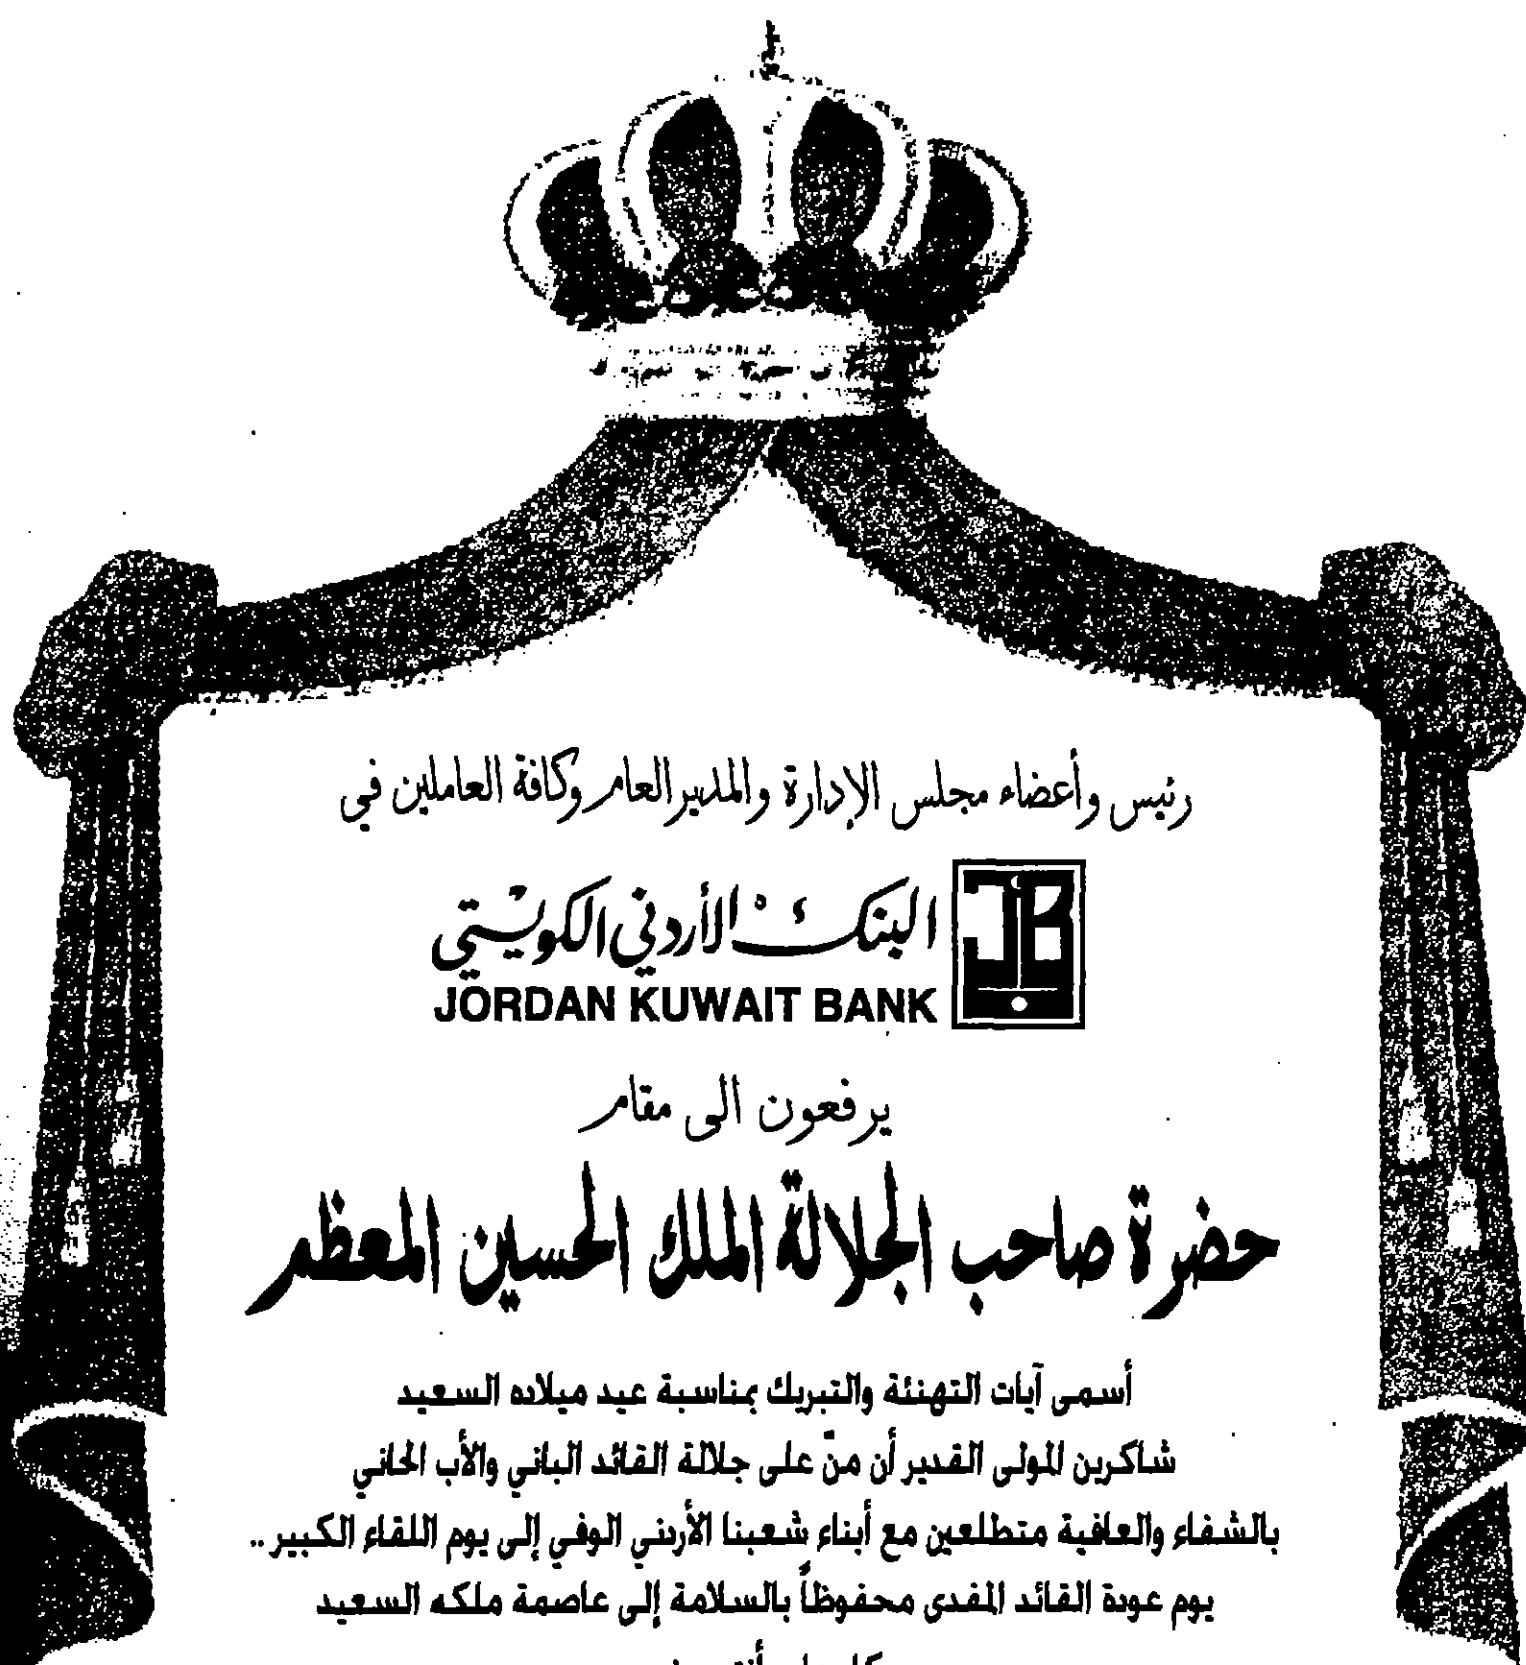 رئيس وأعضاء مجلس الإدارة والمدير العام وكافة العاملين في
البنك الأردني الكويتي
JORDAN KUWAIT BANK
يرفعون الى مقام
حضرة صاحب الجلالة الملك الحسين المعظم
أسمى آيات التهنئة والتبريك بمناسبة عيد ميلاده السعيد
شاكرين المولى القدير أن منّ على جلالة القائد الباني والأب الحاني
بالشفاء والعافية متطلعين مع أبناء شعبنا الأردني الوفي إلى يوم اللقاء الكبير ..
يوم عودة القائد المفدى محفوظاً بالسلامة إلى عاصمة ملكه السعيد